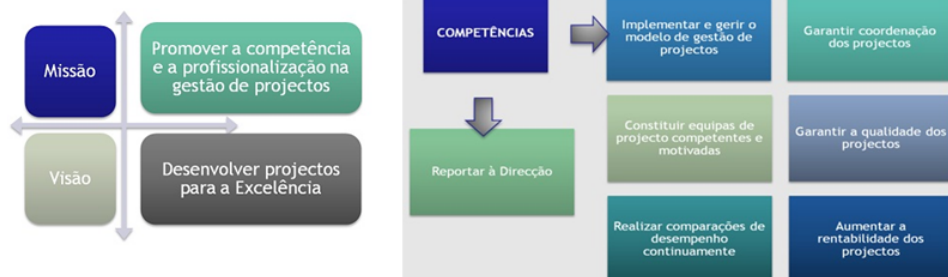 Missão
Promover a competência
e a profissionalização na
gestão de projectos
Visão
Desenvolver projectos
para a Excelência
COMPETÊNCIAS
Implementar e gerir o
modelo de gestão de
projectos
Garantir coordenação
dos projectos
Reportar à Direcção
Constituir equipas de
projecto competentes e
motivadas
Garantir a qualidade dos
projectos
Realizar comparações de
desempenho
continuamente
Aumentar a
rentabilidade dos
projectos